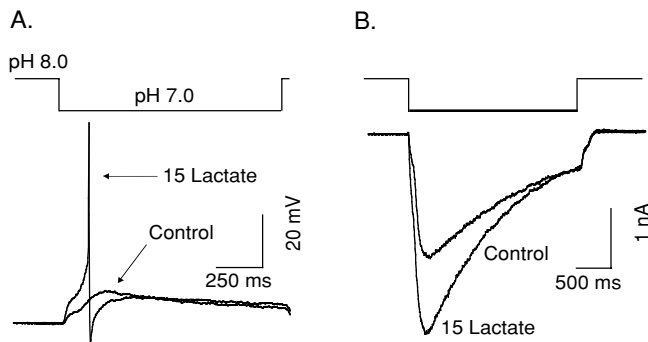 A.
pH 8.0
pH 7.0
15 Lactate
Control
20 mV
250 ms
B.
Control
15 Lactate
1 nA
500 ms